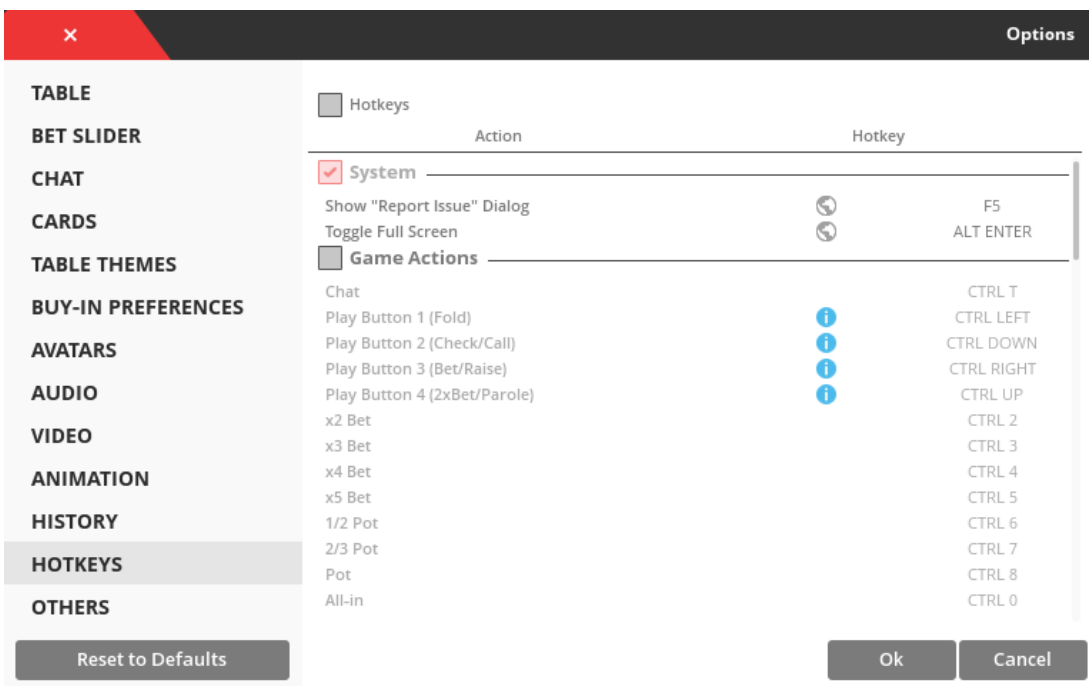 Options
TABLE
BET SLIDER
CHAT
CARDS
TABLE THEMES
BUY-IN PREFERENCES
AVATARS
AUDIO
VIDEO
ANIMATION
HISTORY
HOTKEYS
OTHERS
Reset to Defaults
Hotkeys
Action Hotkey
System
Show "Report Issue" Dialog F5
Toggle Full Screen ALT ENTER
Game Actions
Chat CTRL T
Play Button 1 (Fold) CTRL LEFT
Play Button 2 (Check/Call) CTRL DOWN
Play Button 3 (Bet/Raise) CTRL RIGHT
Play Button 4 (2xBet/Parole) CTRL UP
x2 Bet CTRL 2
x3 Bet CTRL 3
x4 Bet CTRL 4
x5 Bet CTRL 5
1/2 Pot CTRL 6
2/3 Pot CTRL 7
Pot CTRL 8
All-in CTRL 0
Ok Cancel